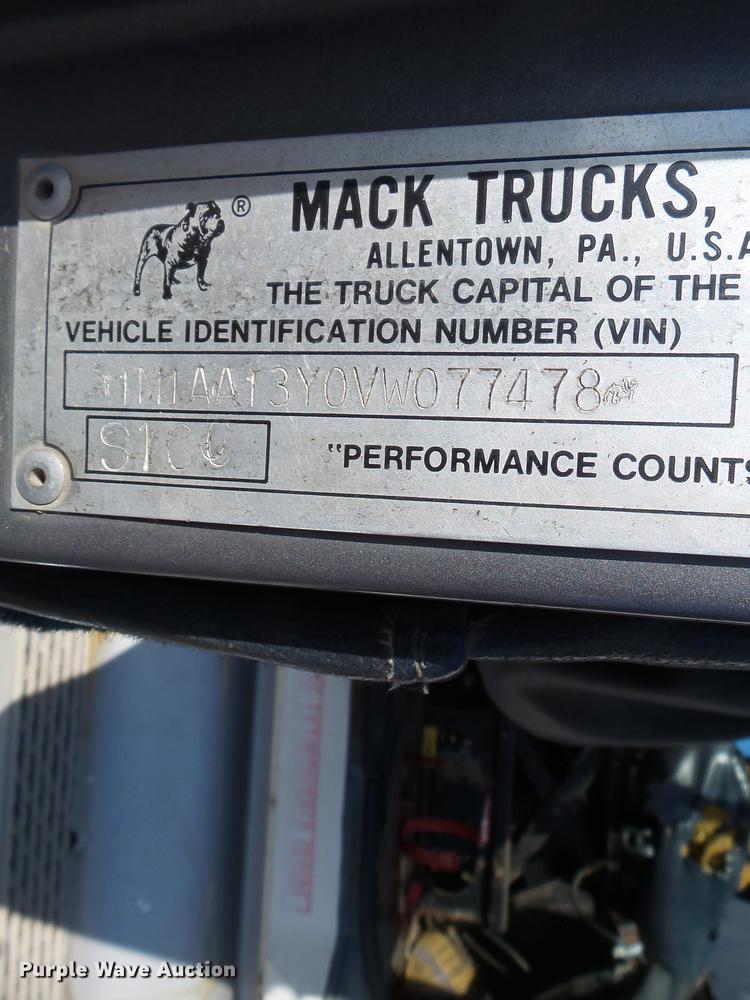 ®
MACK TRUCKS,
ALLENTOWN, PA., U.S.A
THE TRUCK CAPITAL OF THE
VEHICLE IDENTIFICATION NUMBER (VIN)
1M1AA13Y0VW077478
"PERFORMANCE COUNTS
Purple Wave Auction